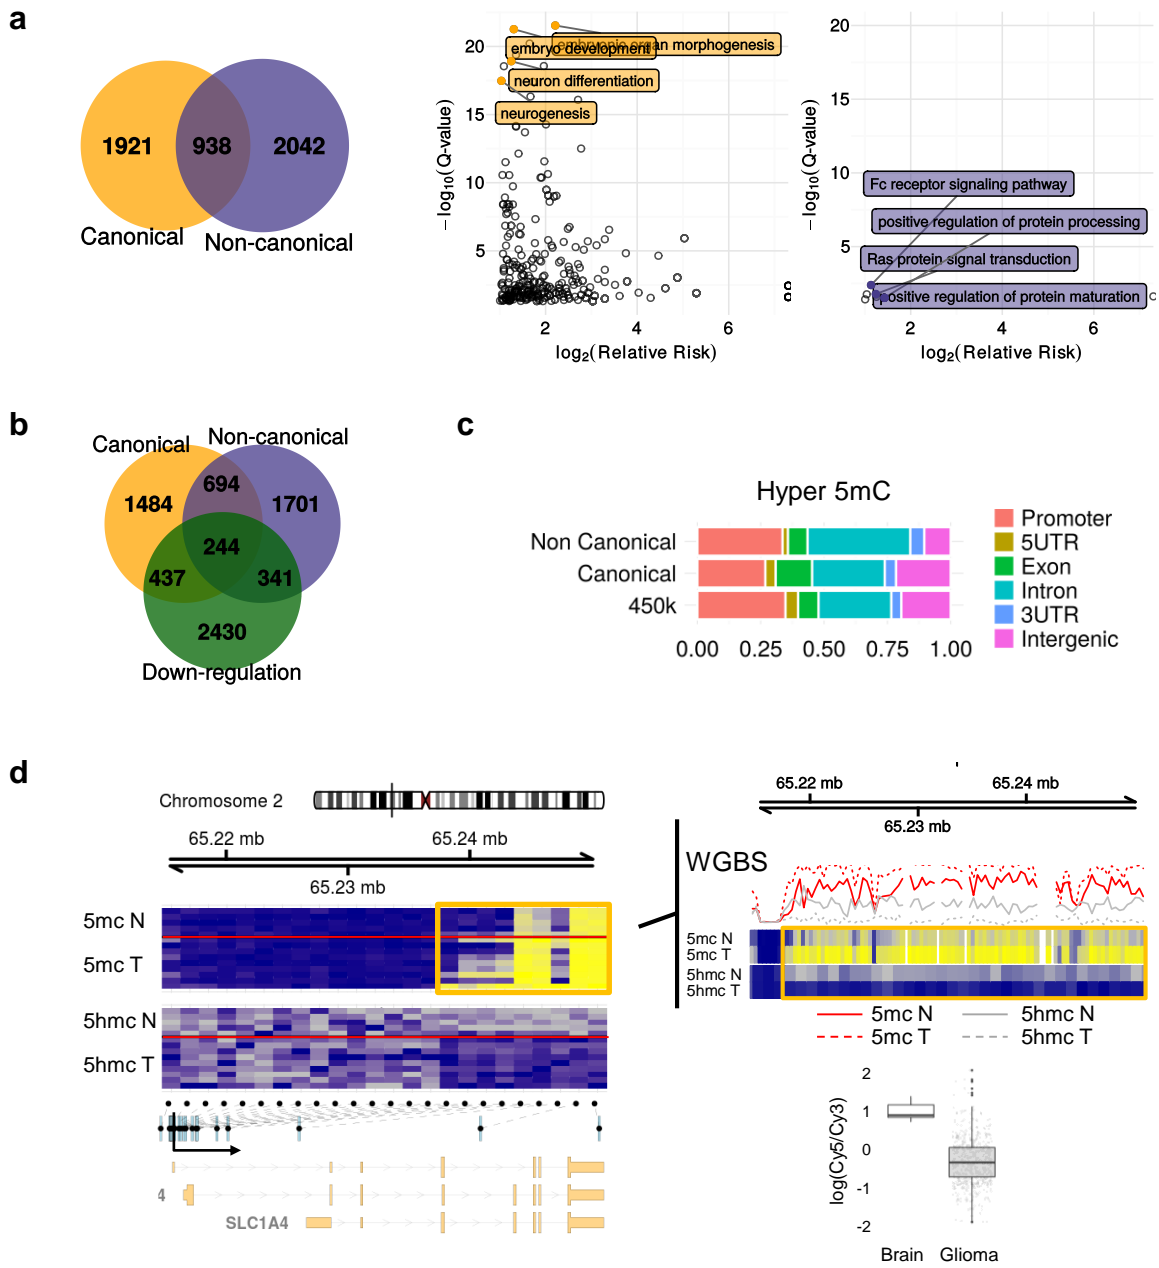 a
1921
938
2042
Canonical
Non-canonical
−log10(Q-value)
20
15
10
5
embryonic organ morphogenesis
embryo development
neuron differentiation
neurogenesis
2
4
6
log2(Relative Risk)
−log10(Q-value)
20
15
10
5
Fc receptor signaling pathway
positive regulation of protein processing
Ras protein signal transduction
positive regulation of protein maturation
2
4
6
log2(Relative Risk)
b
Canonical
Non-canonical
694
1484
1701
244
437
341
2430
Down-regulation
c
Hyper 5mC
Non Canonical
Canonical
450k
0.00 0.25 0.50 0.75 1.00
Promoter
5UTR
Exon
Intron
3UTR
Intergenic
d
Chromosome 2
65.22 mb
65.24 mb
65.23 mb
5mc N
5mc T
5hmc N
5hmc T
4
SLC1A4
65.22 mb
65.24 mb
65.23 mb
WGBS
5mc N
5mc T
5hmc N
5hmc T
5mc N
5hmc N
5mc T
5hmc T
log(Cy5/Cy3)
2
1
0
-1
-2
Brain
Glioma